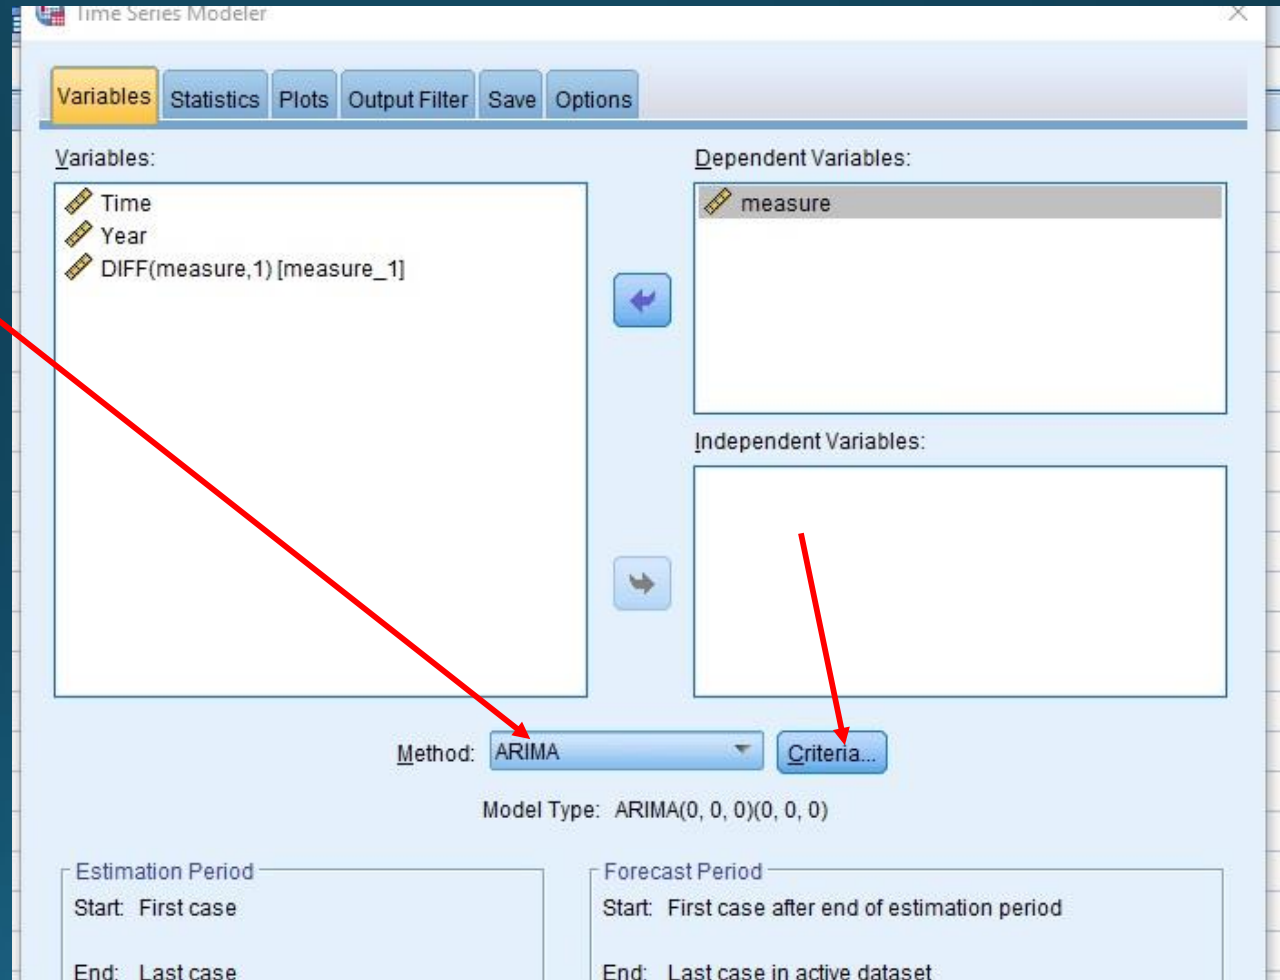 Time Series Modeler
Variables Statistics Plots Output Filter Save Options
Variables:
Time
Year
DIFF(measure,1) [measure_1]
Dependent Variables:
measure
Independent Variables:
Method: ARIMA Criteria...
Model Type: ARIMA(0, 0, 0)(0, 0, 0)
Estimation Period
Start: First case
End: Last case
Forecast Period
Start: First case after end of estimation period
End: Last case in active dataset